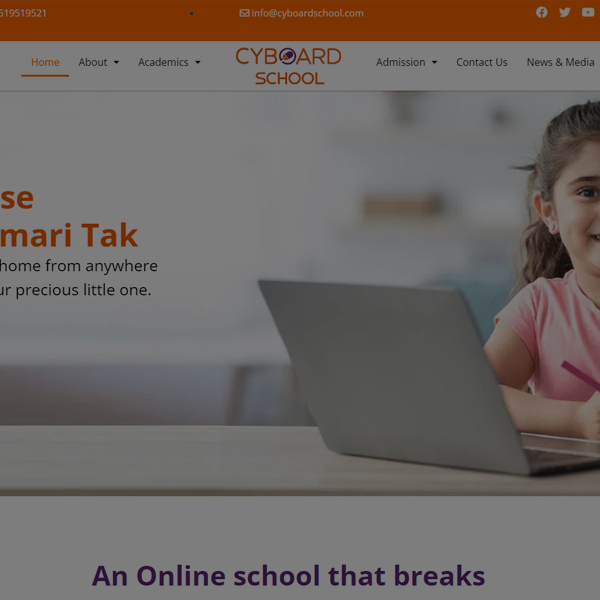 619519521
info@cyboardschool.com
Home About Academics CYBOARD SCHOOL Admission Contact Us News & Media
se
mari Tak
home from anywhere
ur precious little one.
An Online school that breaks